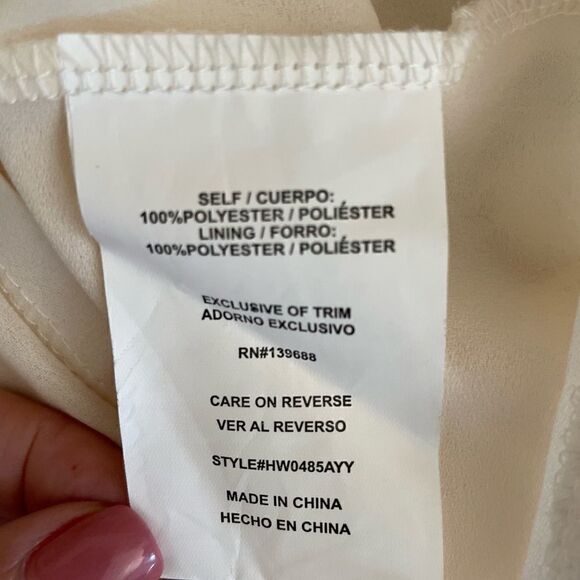 SELF / CUERPO:
100%POLYESTER / POLIÉSTER
LINING / FORRO:
100%POLYESTER / POLIÉSTER
EXCLUSIVE OF TRIM
ADORNO EXCLUSIVO
RN#139688
CARE ON REVERSE
VER AL REVERSO
STYLE#HW0485AYY
MADE IN CHINA
HECHO EN CHINA